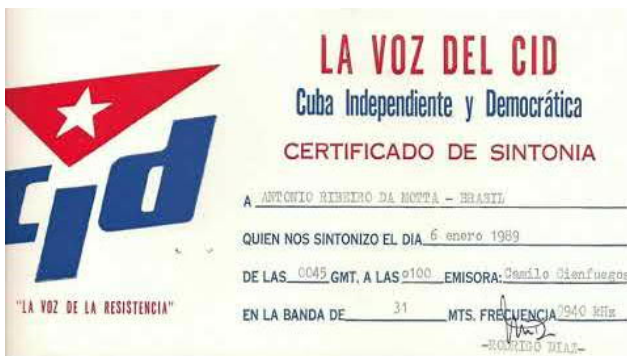 cid
"LA VOZ DE LA RESISTENCIA"
LA VOZ DEL CID
Cuba Independiente y Democrática
CERTIFICADO DE SINTONIA
A ANTONIO RIBEIRO DA MOTTA - BRASIL
QUIEN NOS SINTONIZO EL DIA 6 enero 1989
DE LAS 0045 GMT. A LAS 0100 EMISORA: Camilo Cienfuegos
EN LA BANDA DE 31 MTS. FRECUENCIA 9940 kHz
-RODRIGO DIAZ-